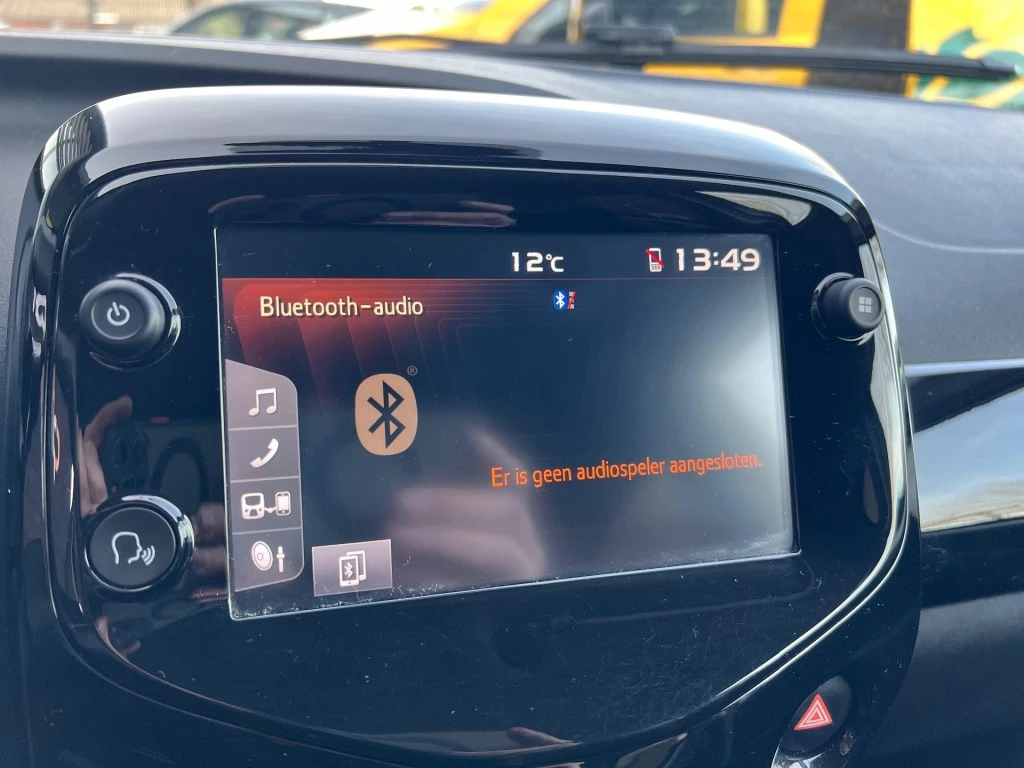 12°C
13:49
Bluetooth-audio
®
Er is geen audiospeler aangesloten.